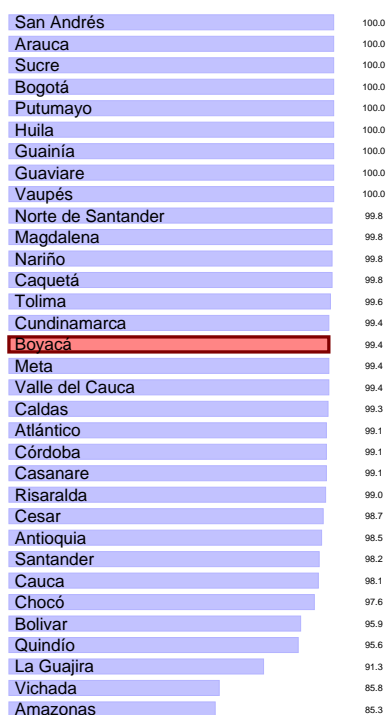 San Andrés 100.0
Arauca 100.0
Sucre 100.0
Bogotá 100.0
Putumayo 100.0
Huila 100.0
Guainía 100.0
Guaviare 100.0
Vaupés 100.0
Norte de Santander 99.8
Magdalena 99.8
Nariño 99.8
Caquetá 99.8
Tolima 99.6
Cundinamarca 99.4
Boyacá 99.4
Meta 99.4
Valle del Cauca 99.4
Caldas 99.3
Atlántico 99.1
Córdoba 99.1
Casanare 99.1
Risaralda 99.0
Cesar 98.7
Antioquia 98.5
Santander 98.2
Cauca 98.1
Chocó 97.6
Bolivar 95.9
Quindío 95.6
La Guajira 91.3
Vichada 85.8
Amazonas 85.3